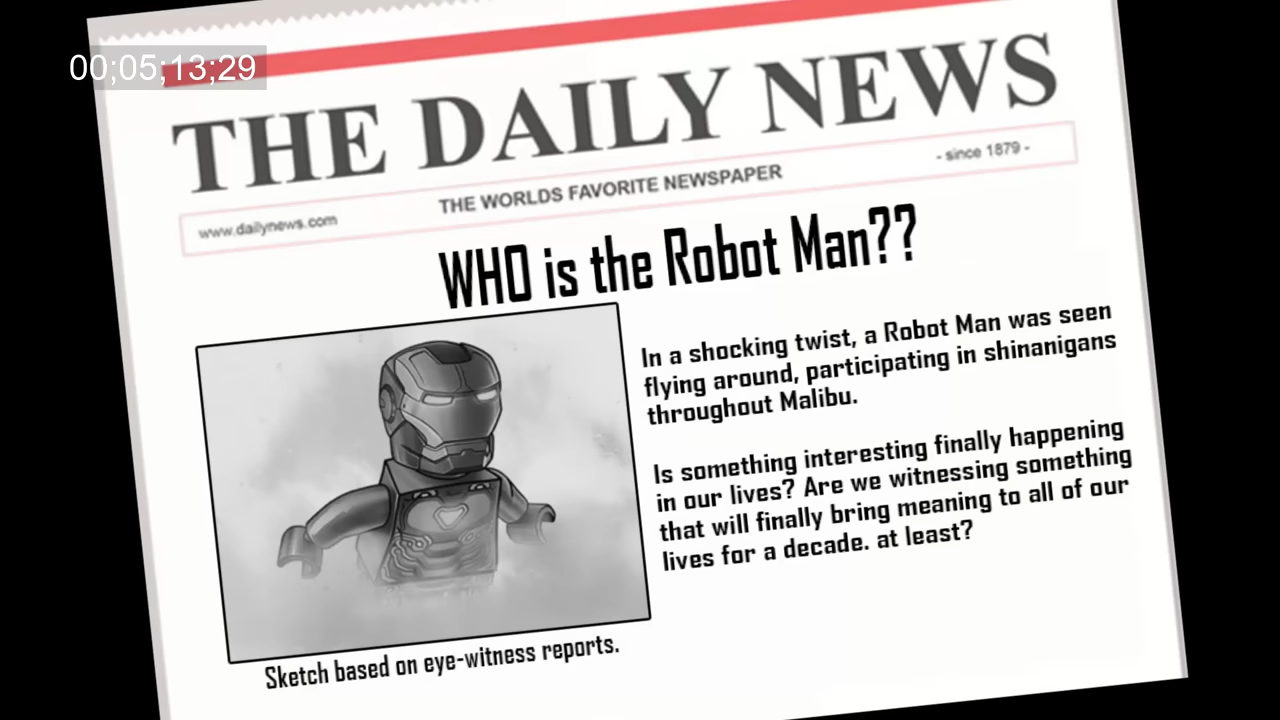 00;05;13;29
THE DAILY NEWS
www.dailynews.com
THE WORLDS FAVORITE NEWSPAPER
- since 1879 -
WHO is the Robot Man??
In a shocking twist, a Robot Man was seen
flying around, participating in shinanigans
throughout Malibu.
Is something interesting finally happening
in our lives? Are we witnessing something
that will finally bring meaning to all of our
lives for a decade. at least?
Sketch based on eye-witness reports.